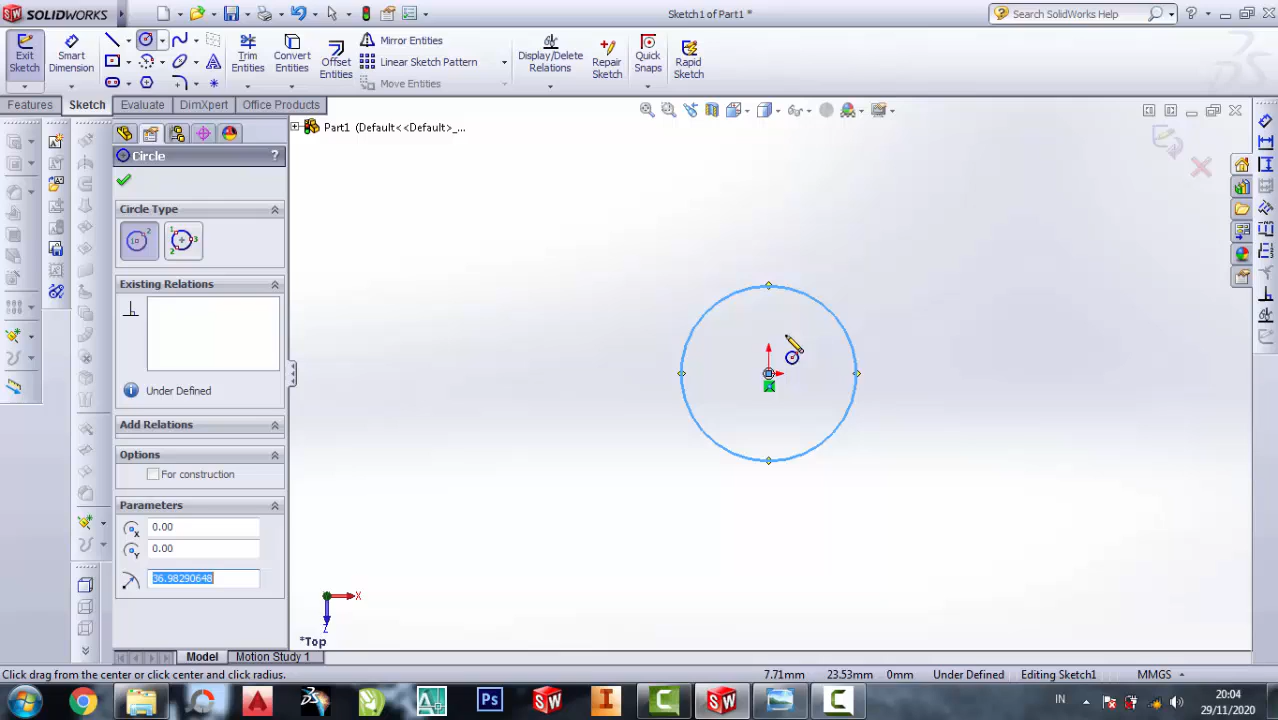 SOLIDWORKS
Sketch1 of Part1 *
Search SolidWorks Help
Exit Sketch
Smart Dimension
Trim Entities
Convert Entities
Offset Entities
Mirror Entities
Linear Sketch Pattern
Move Entities
Display/Delete Relations
Repair Sketch
Quick Snaps
Rapid Sketch
Features Sketch Evaluate DimXpert Office Products
Part1 (Default<<Default>_...
Circle ?
Circle Type
Existing Relations
Under Defined
Add Relations
Options
For construction
Parameters
0.00
0.00
36.98290648
X
Z
*Top
Model Motion Study 1
Click drag from the center or click center and radius.
7.71mm 23.53mm 0mm Under Defined Editing Sketch1 MMGS
Ps
SW
IN
20:04
29/11/2020